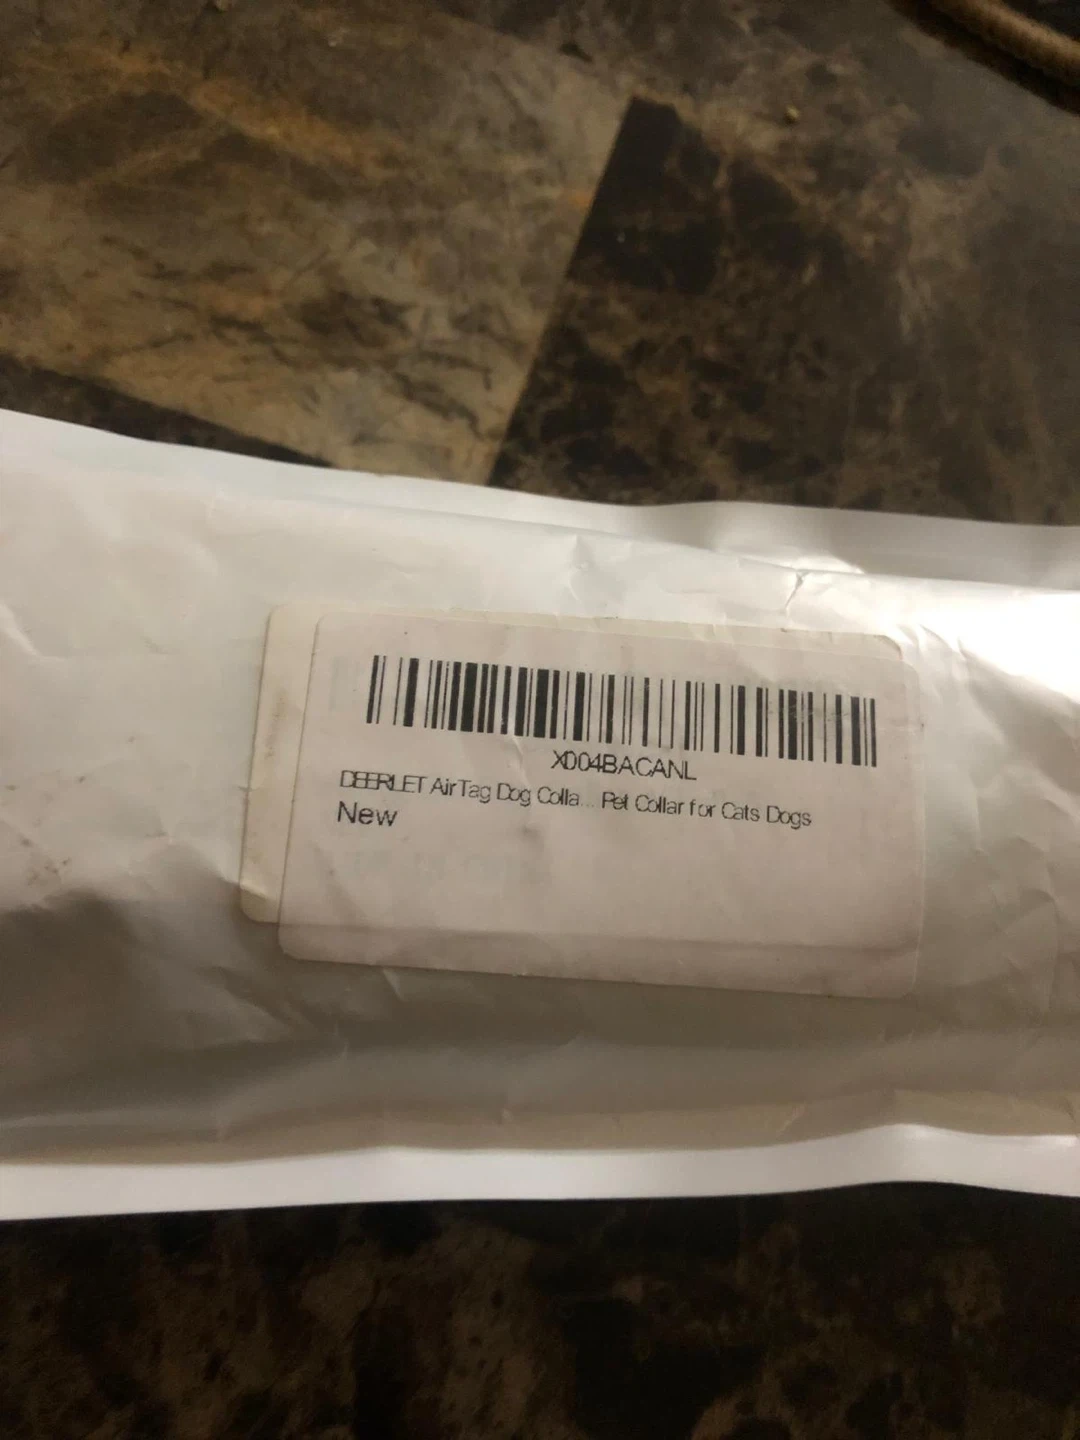 X004BACANL
DEERLET AirTag Dog Colla... Pet Collar for Cats Dogs
New